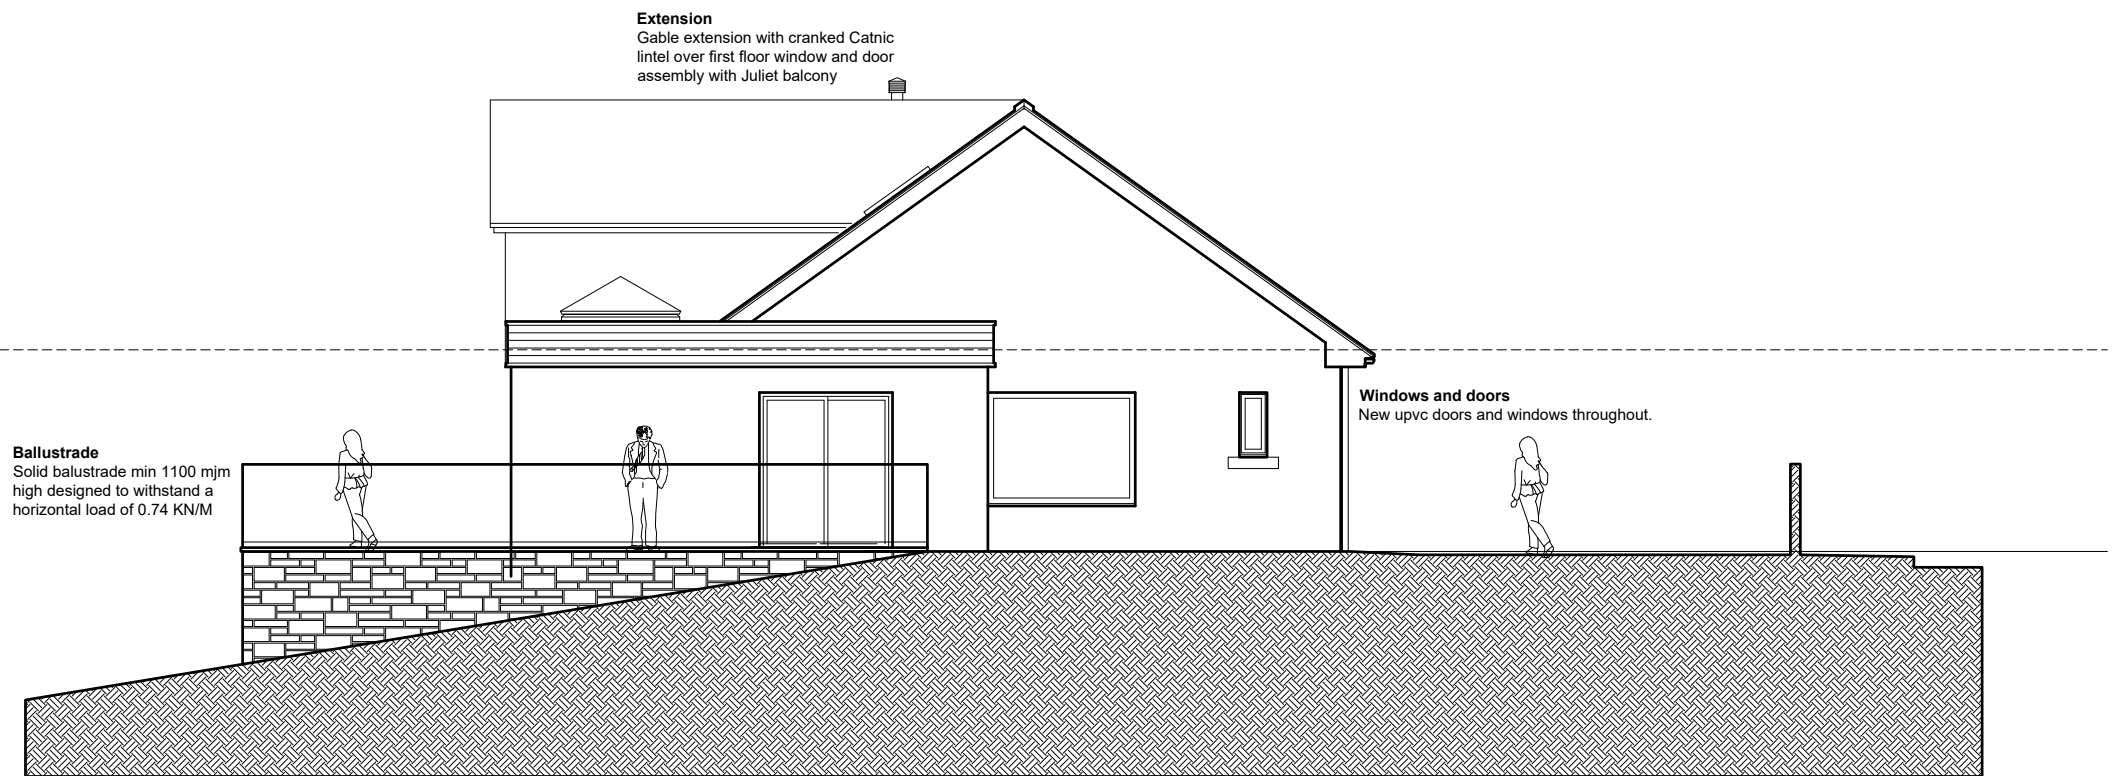 Extension
Gable extension with cranked Catnic
lintel over first floor window and door
assembly with Juliet balcony
Windows and doors
New upvc doors and windows throughout.
Ballustrade
Solid balustrade min 1100 mjm
high designed to withstand a
horizontal load of 0.74 KN/M